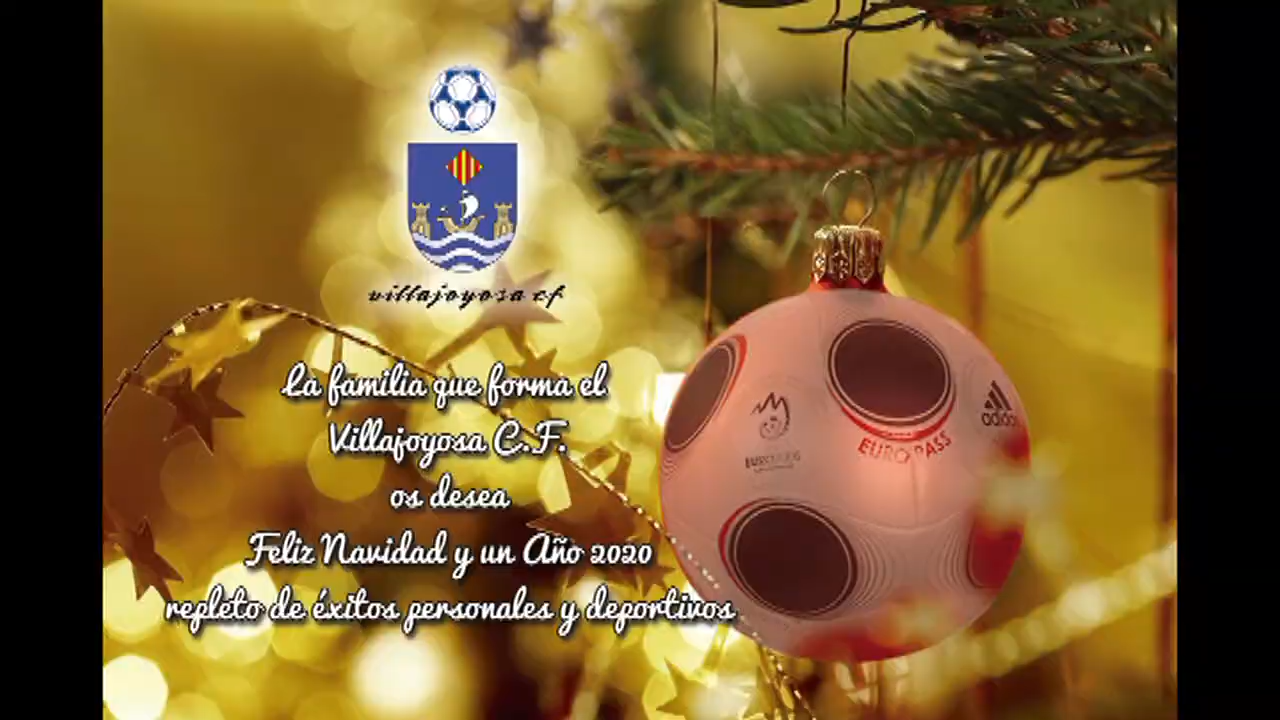 villajoyosa cf
La familia que forma el
Villajoyosa C.F.
os desea
Feliz Navidad y un Año 2020
repleto de éxitos personales y deportivos
EUROPASS
adidas